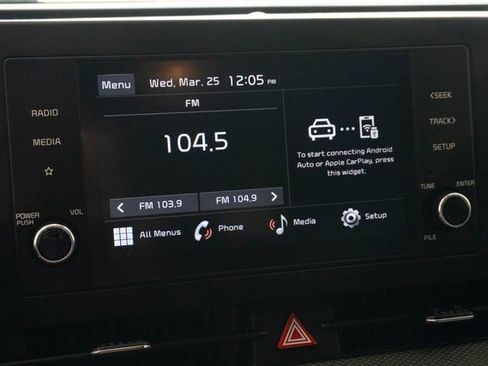 RADIO
MEDIA
POWER
PUSH
VOL
Menu
Wed, Mar. 25 12:05 PM
FM
104.5
< FM 103.9
FM 104.9 >
To start connecting Android
Auto or Apple CarPlay, press
this widget.
All Menus
Phone
Media
Setup
<SEEK
TRACK>
SETUP
TUNE
ENTER
FILE